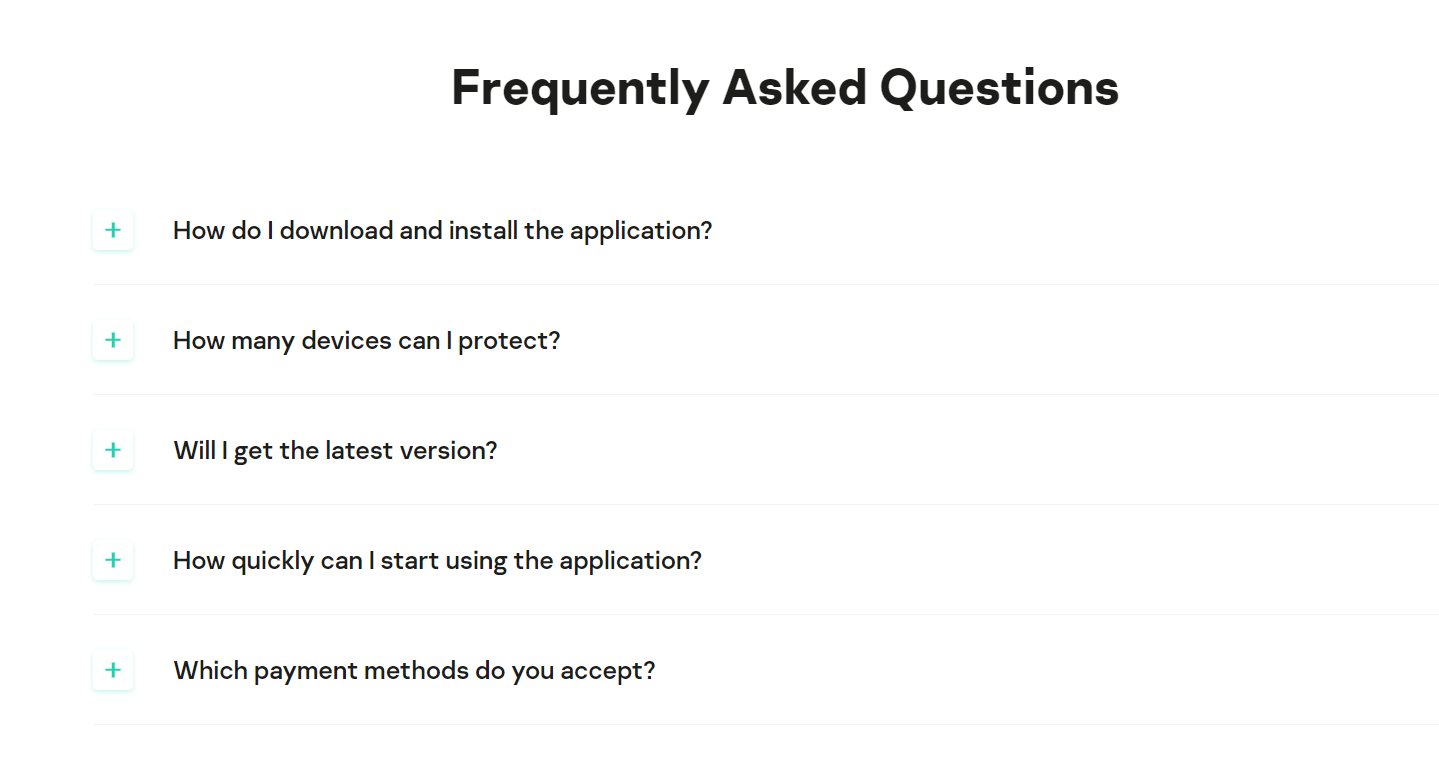 Frequently Asked Questions
How do I download and install the application?
How many devices can I protect?
Will I get the latest version?
How quickly can I start using the application?
Which payment methods do you accept?